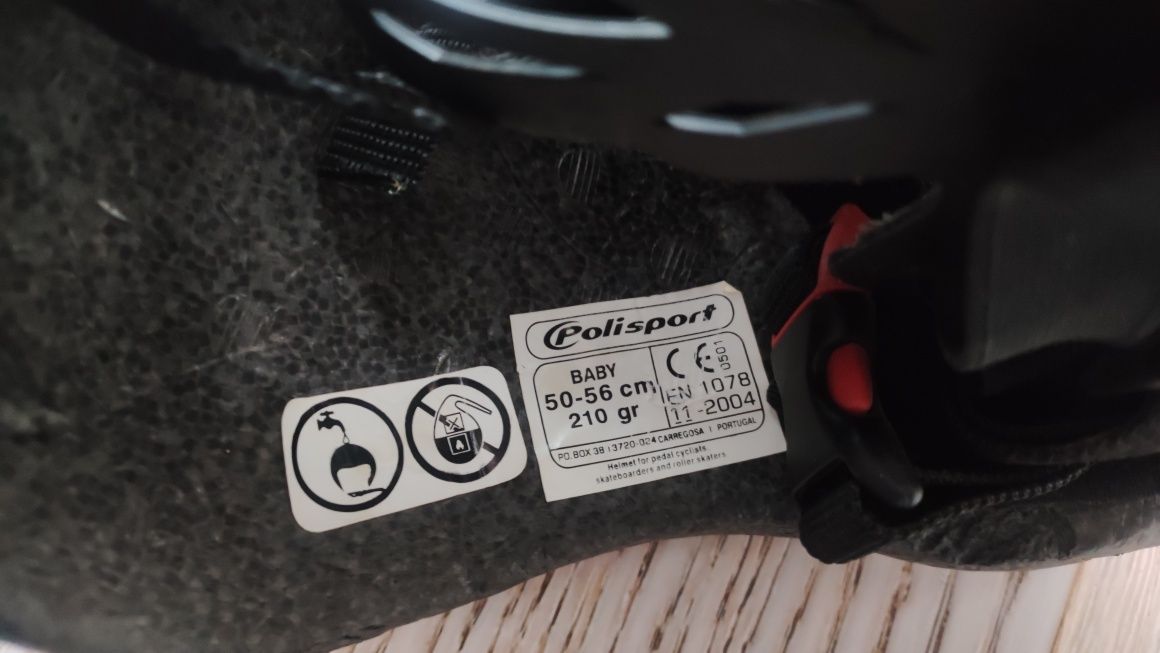 Polisport
BABY
50-56 cm
210 gr
CE 0501
EN 1078
11-2004
PO.BOX 38 | 3720-024 CARREGOSA | PORTUGAL
Helmet for pedal cyclists
skateboarders and roller skaters